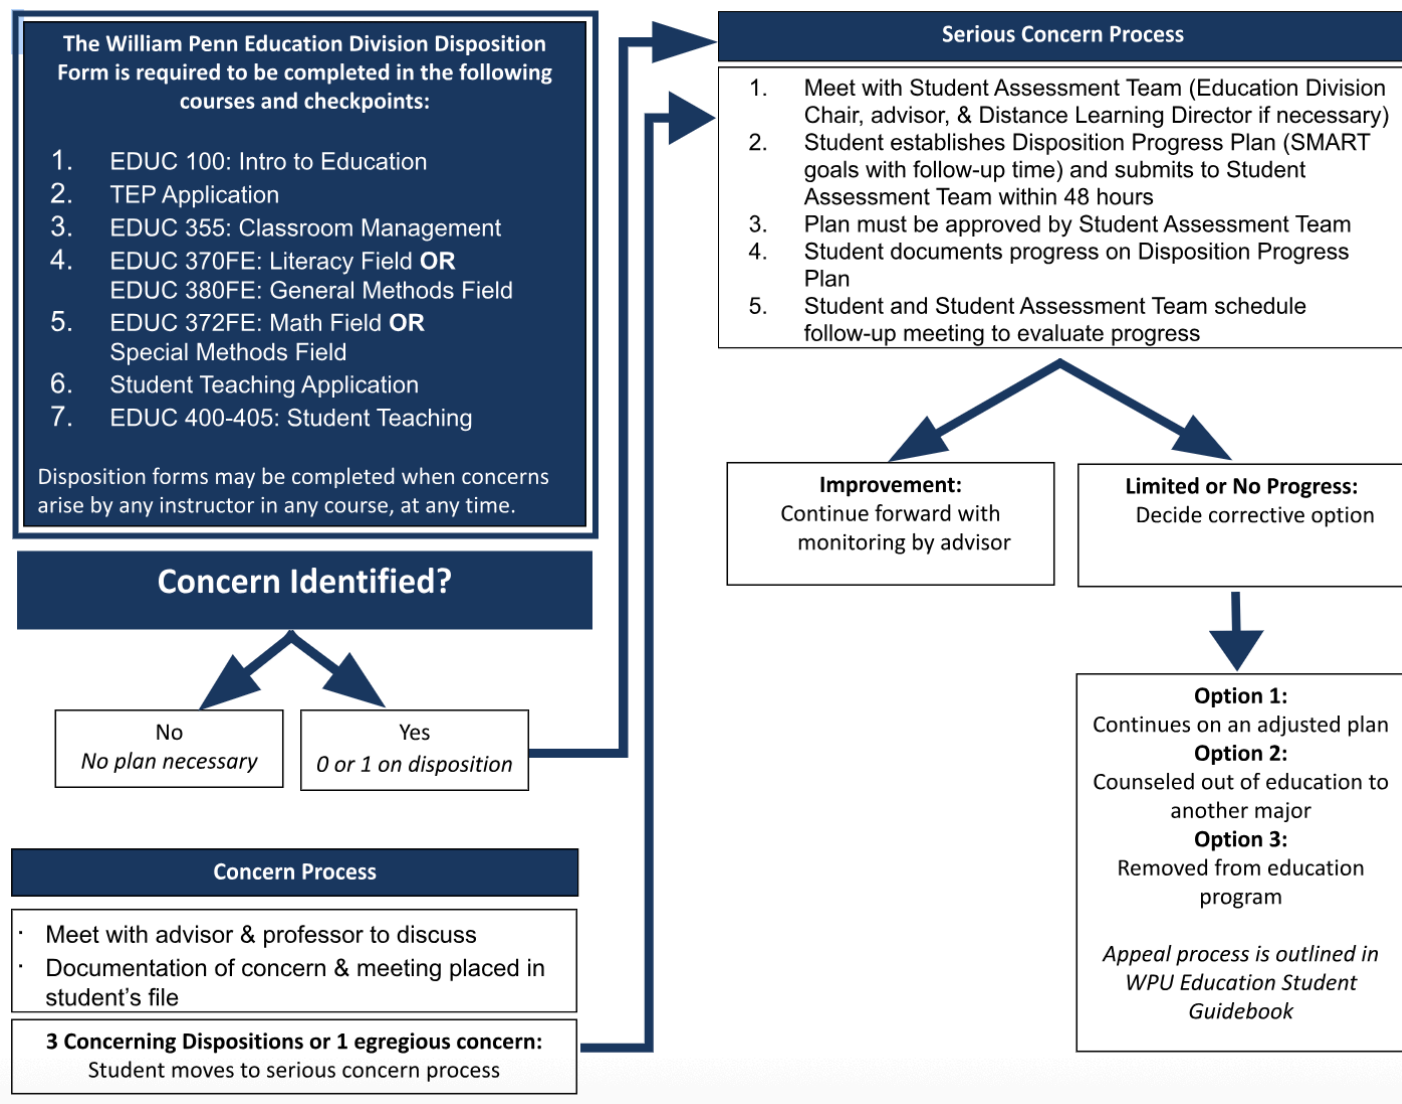 The William Penn Education Division Disposition
Form is required to be completed in the following
courses and checkpoints:
1. EDUC 100: Intro to Education
2. TEP Application
3. EDUC 355: Classroom Management
4. EDUC 370FE: Literacy Field OR
EDUC 380FE: General Methods Field
5. EDUC 372FE: Math Field OR
Special Methods Field
6. Student Teaching Application
7. EDUC 400-405: Student Teaching
Disposition forms may be completed when concerns
arise by any instructor in any course, at any time.
Concern Identified?
No
No plan necessary
Yes
0 or 1 on disposition
Concern Process
· Meet with advisor & professor to discuss
· Documentation of concern & meeting placed in
student's file
3 Concerning Dispositions or 1 egregious concern:
Student moves to serious concern process
Serious Concern Process
1. Meet with Student Assessment Team (Education Division
Chair, advisor, & Distance Learning Director if necessary)
2. Student establishes Disposition Progress Plan (SMART
goals with follow-up time) and submits to Student
Assessment Team within 48 hours
3. Plan must be approved by Student Assessment Team
4. Student documents progress on Disposition Progress
Plan
5. Student and Student Assessment Team schedule
follow-up meeting to evaluate progress
Improvement:
Continue forward with
monitoring by advisor
Limited or No Progress:
Decide corrective option
Option 1:
Continues on an adjusted plan
Option 2:
Counseled out of education to
another major
Option 3:
Removed from education
program
Appeal process is outlined in
WPU Education Student
Guidebook